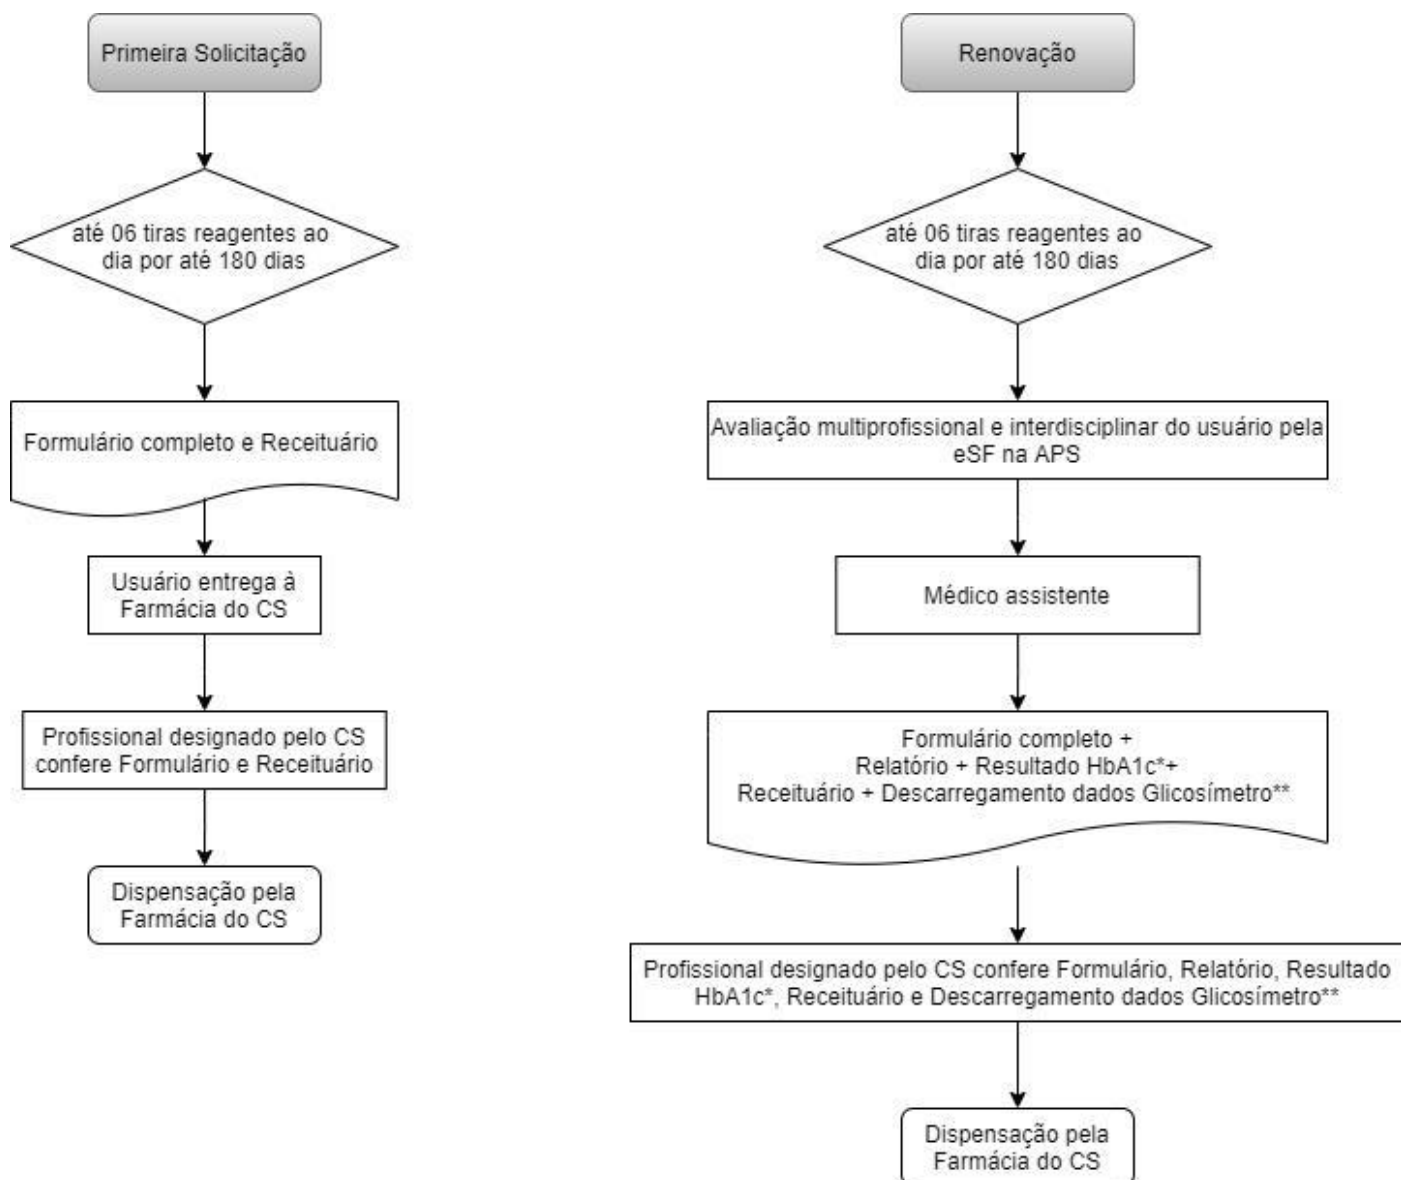 Primeira Solicitação
até 06 tiras reagentes ao
dia por até 180 dias
Formulário completo e Receituário
Usuário entrega à
Farmácia do CS
Profissional designado pelo CS
confere Formulário e Receituário
Dispensação pela
Farmácia do CS
Renovação
até 06 tiras reagentes ao
dia por até 180 dias
Avaliação multiprofissional e interdisciplinar do usuário pela
eSF na APS
Médico assistente
Formulário completo +
Relatório + Resultado HbA1c*+
Receituário + Descarregamento dados Glicosímetro**
Profissional designado pelo CS confere Formulário, Relatório, Resultado
HbA1c*, Receituário e Descarregamento dados Glicosímetro**
Dispensação pela
Farmácia do CS